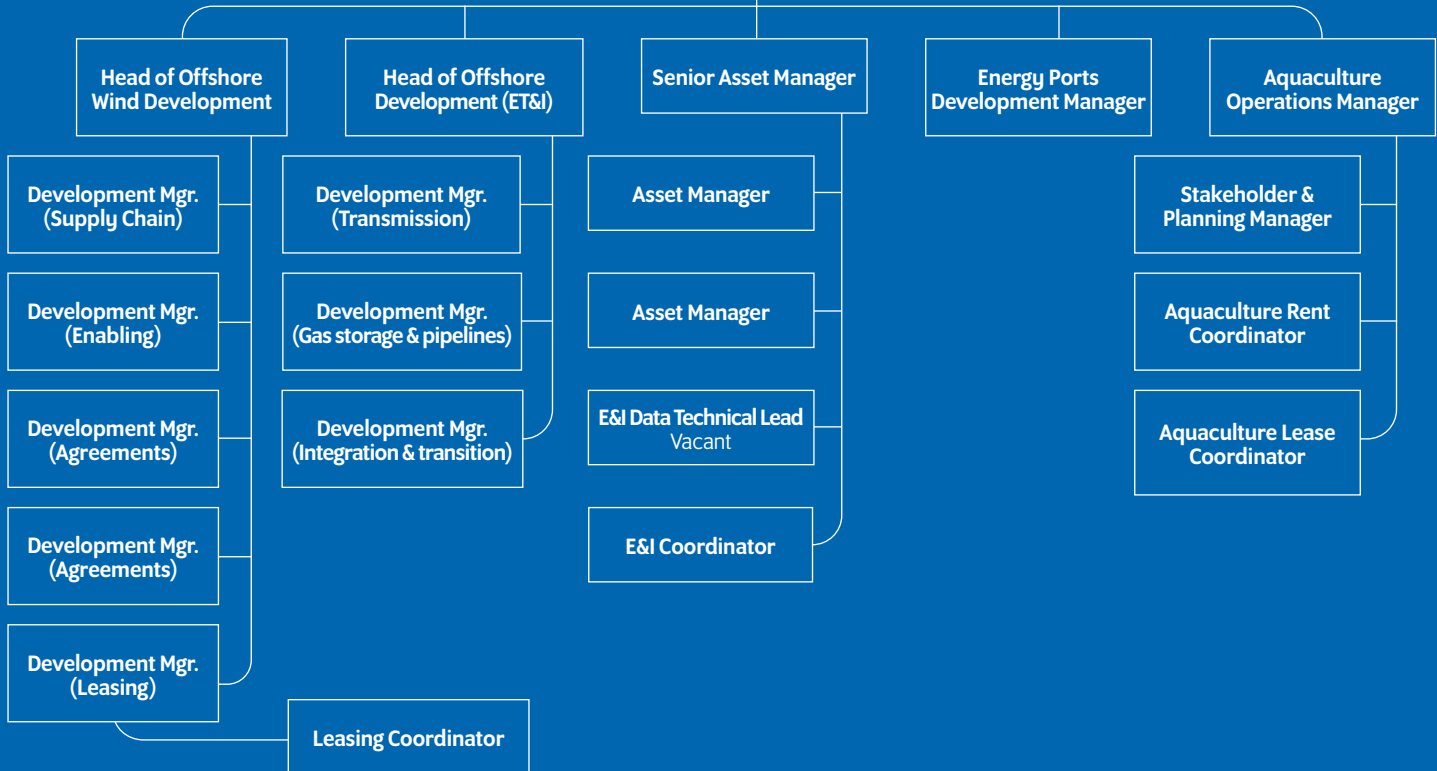 Head of Offshore
Wind Development
Head of Offshore
Development (ET&I)
Senior Asset Manager
Energy Ports
Development Manager
Aquaculture
Operations Manager
Development Mgr.
(Supply Chain)
Development Mgr.
(Transmission)
Asset Manager
Stakeholder &
Planning Manager
Development Mgr.
(Enabling)
Development Mgr.
(Gas storage & pipelines)
Asset Manager
Aquaculture Rent
Coordinator
Development Mgr.
(Agreements)
Development Mgr.
(Integration & transition)
E&I Data Technical Lead
Vacant
Aquaculture Lease
Coordinator
Development Mgr.
(Agreements)
E&I Coordinator
Development Mgr.
(Leasing)
Leasing Coordinator